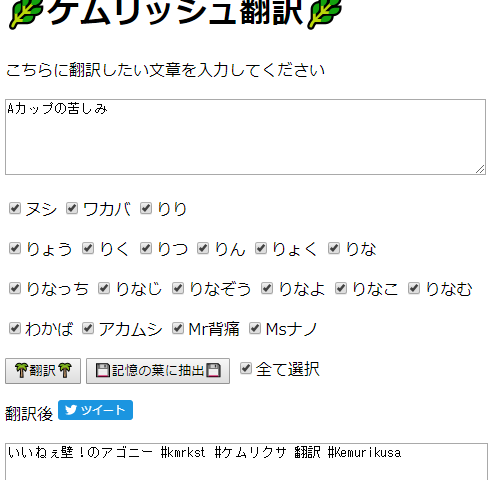 🌿ケムリッシュ翻訳🌿
こちらに翻訳したい文章を入力してください
Aカップの苦しみ
ヌシ ワカバ りり
りょう りく りつ りん りょく りな
りなっち りなじ りなぞう りなよ りなこ りなむ
わかば アカムシ Mr背痛 Msナノ
🌴翻訳🌴 💾記憶の葉に抽出💾 全て選択
翻訳後 ツイート
いいねぇ壁！のアゴニー #kmrkst #ケムリクサ 翻訳 #Kemurikusa